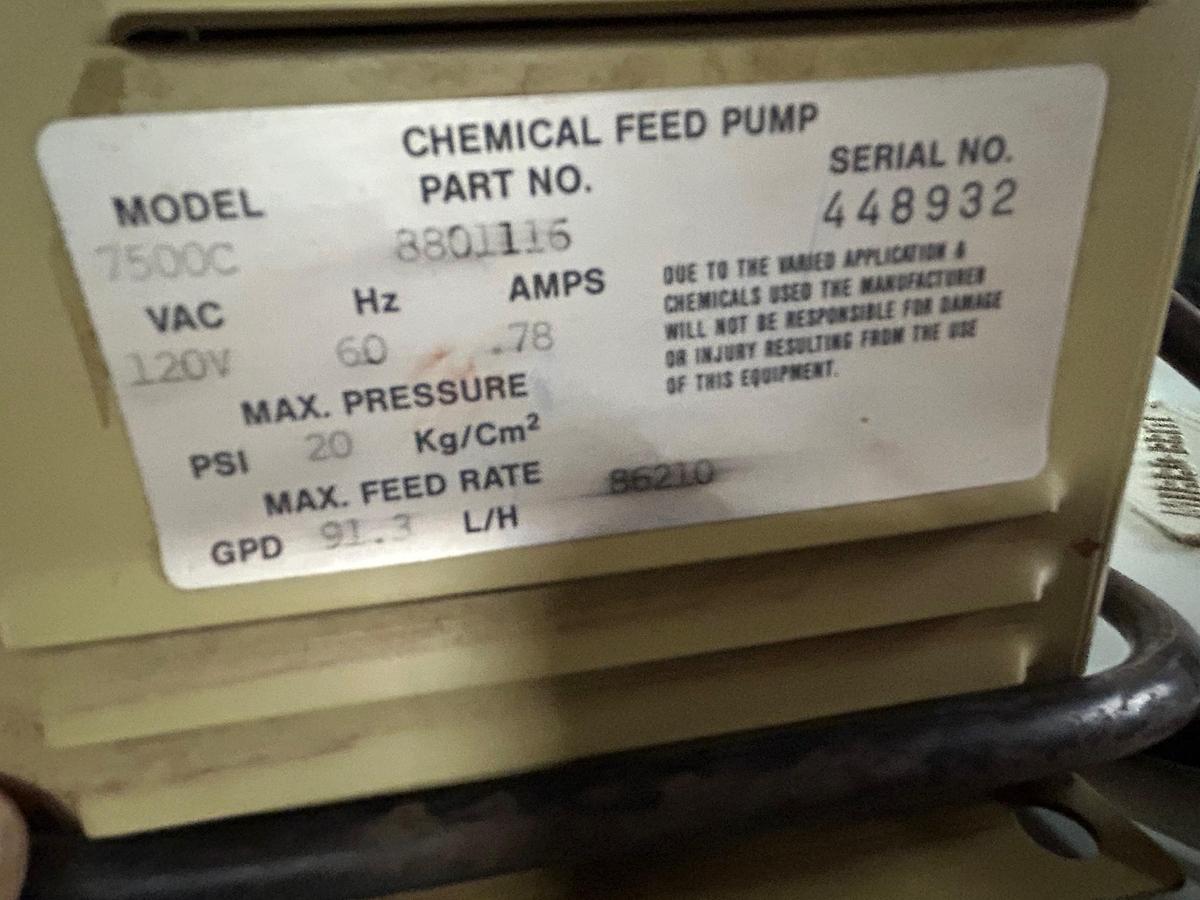 CHEMICAL FEED PUMP
MODEL PART NO. SERIAL NO.
7500C 8801116 448932
VAC Hz AMPS
120V 60 .78
MAX. PRESSURE
PSI 20 Kg/Cm²
MAX. FEED RATE 86210
GPD 91.3 L/H
DUE TO THE VARIED APPLICATION &
CHEMICALS USED THE MANUFACTURER
WILL NOT BE RESPONSIBLE FOR DAMAGE
OR INJURY RESULTING FROM THE USE
OF THIS EQUIPMENT.